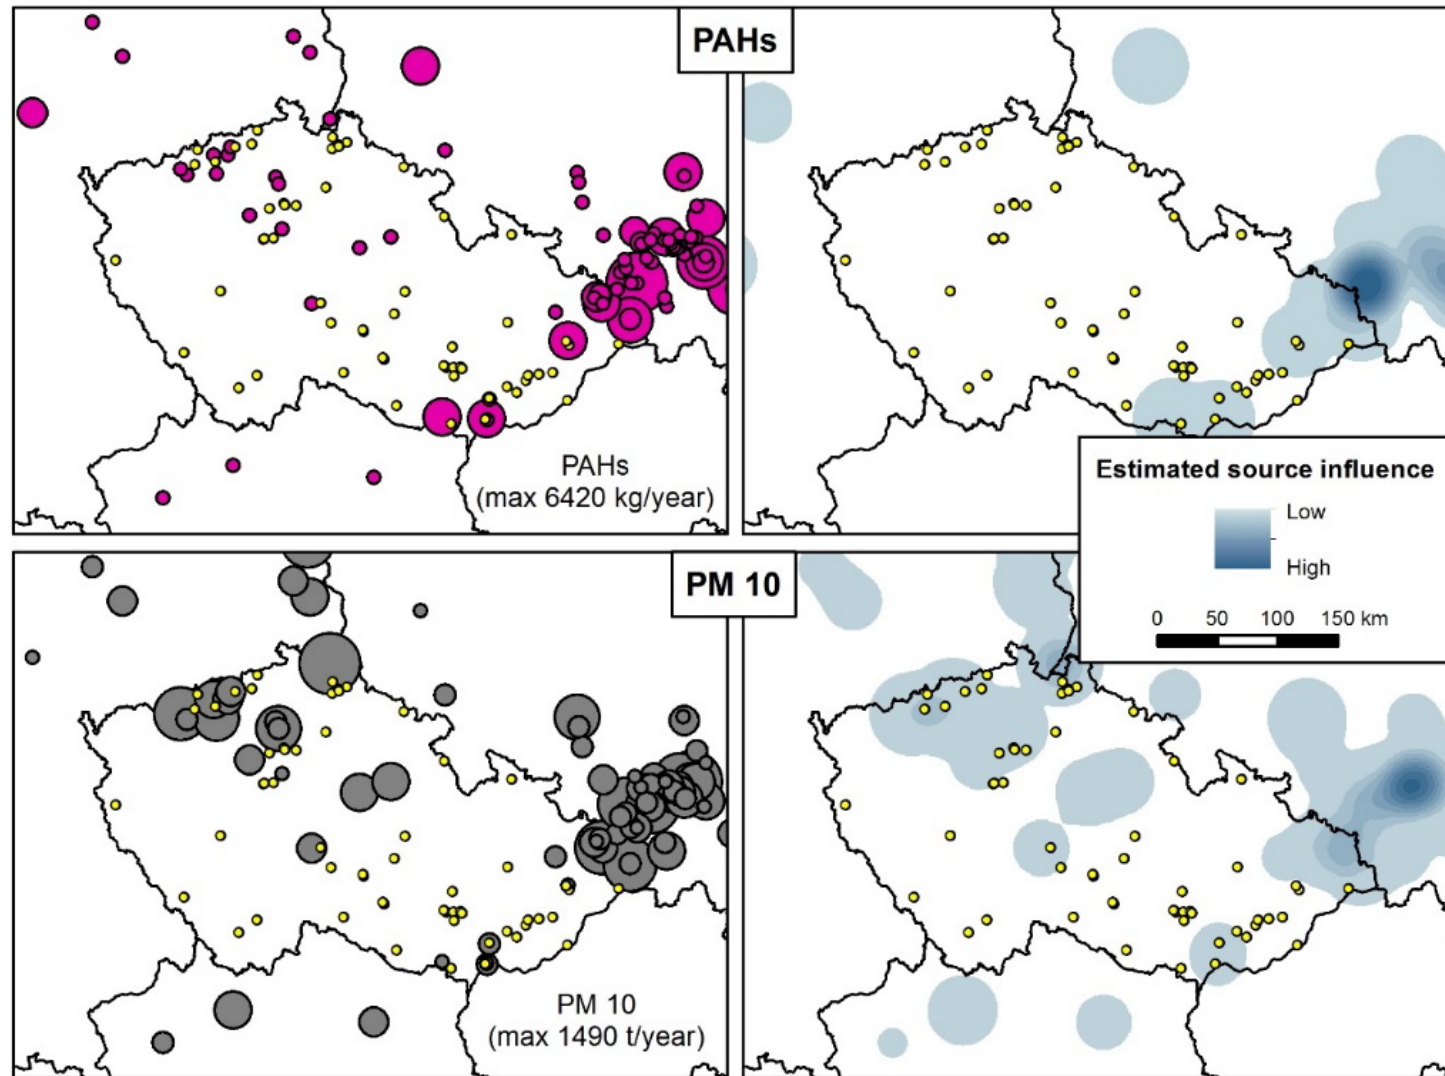 PAHs
PAHs
(max 6420 kg/year)
Estimated source influence
Low
High
0 50 100 150 km
PM 10
PM 10
(max 1490 t/year)